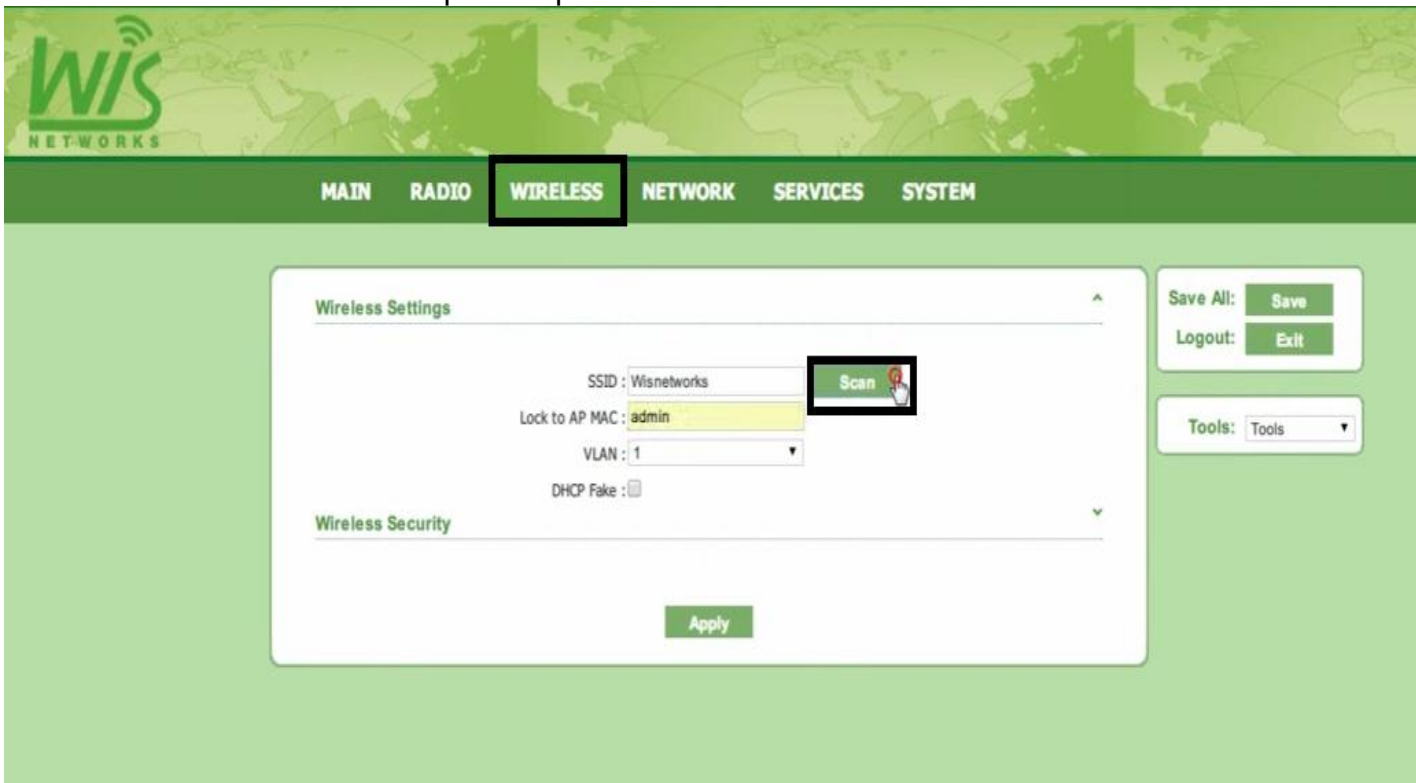 WiS
NETWORKS
MAIN RADIO WIRELESS NETWORK SERVICES SYSTEM
Wireless Settings
SSID : Wisnetworks Scan
Lock to AP MAC : admin
VLAN : 1
DHCP Fake :
Wireless Security
Apply
Save All: Save
Logout: Exit
Tools: Tools